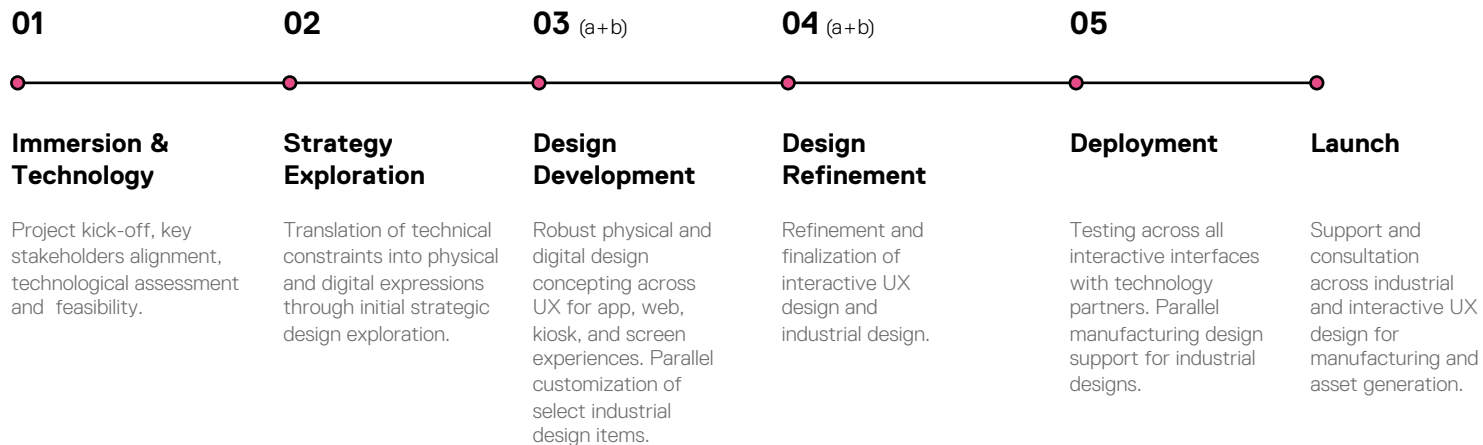 01
02
03 (a+b)
04 (a+b)
05
Immersion &
Technology
Project kick-off, key
stakeholders alignment,
technological assessment
and feasibility.
Strategy
Exploration
Translation of technical
constraints into physical
and digital expressions
through initial strategic
design exploration.
Design
Development
Robust physical and
digital design
concepting across
UX for app, web,
kiosk, and screen
experiences. Parallel
customization of
select industrial
design items.
Design
Refinement
Refinement and
finalization of
interactive UX
design and
industrial design.
Deployment
Testing across all
interactive interfaces
with technology
partners. Parallel
manufacturing design
support for industrial
designs.
Launch
Support and
consultation
across industrial
and interactive UX
design for
manufacturing and
asset generation.